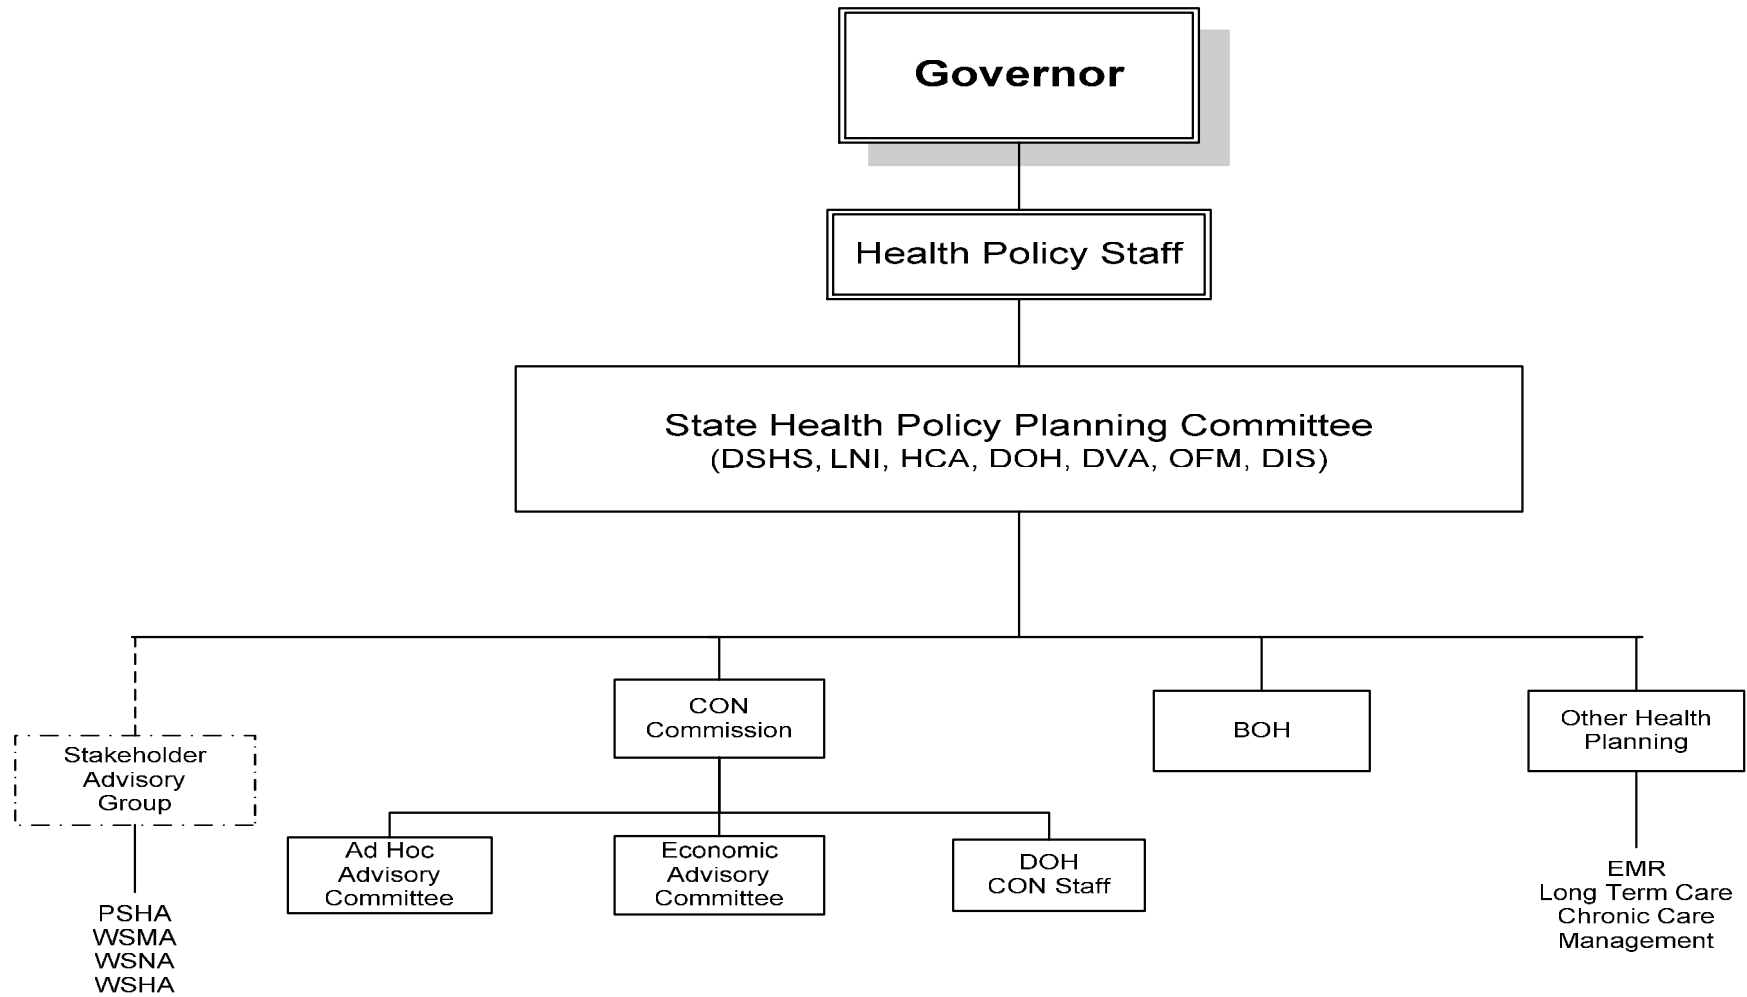 Governor
Health Policy Staff
State Health Policy Planning Committee
(DSHS, LNI, HCA, DOH, DVA, OFM, DIS)
Stakeholder
Advisory
Group
PSHA
WSMA
WSNA
WSHA
CON
Commission
Ad Hoc
Advisory
Committee
Economic
Advisory
Committee
DOH
CON Staff
BOH
Other Health
Planning
EMR
Long Term Care
Chronic Care
Management